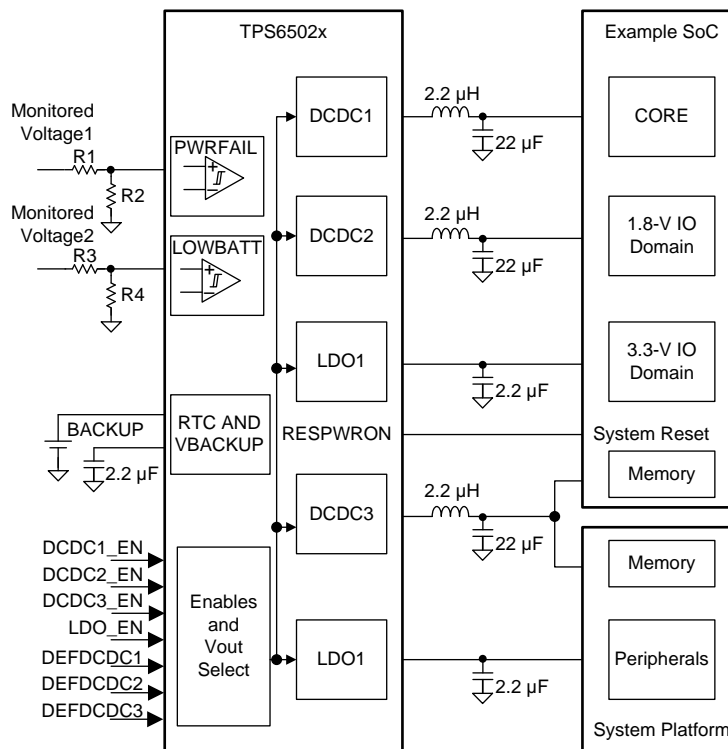 TPS6502x
Example SoC
Monitored
Voltage1
R1
R2
PWRFAIL
+
−
DCDC1
2.2 µH
22 µF
CORE
Monitored
Voltage2
R3
R4
LOWBATT
+
−
DCDC2
2.2 µH
22 µF
1.8-V IO
Domain
LDO1
2.2 µF
3.3-V IO
Domain
BACKUP
2.2 µF
RTC AND
VBACKUP
RESPWRON
System Reset
Memory
DCDC3
2.2 µH
22 µF
Memory
DCDC1_EN
DCDC2_EN
DCDC3_EN
LDO_EN
DEFDCDC1
DEFDCDC2
DEFDCDC3
Enables
and
Vout
Select
LDO1
2.2 µF
Peripherals
System Platform